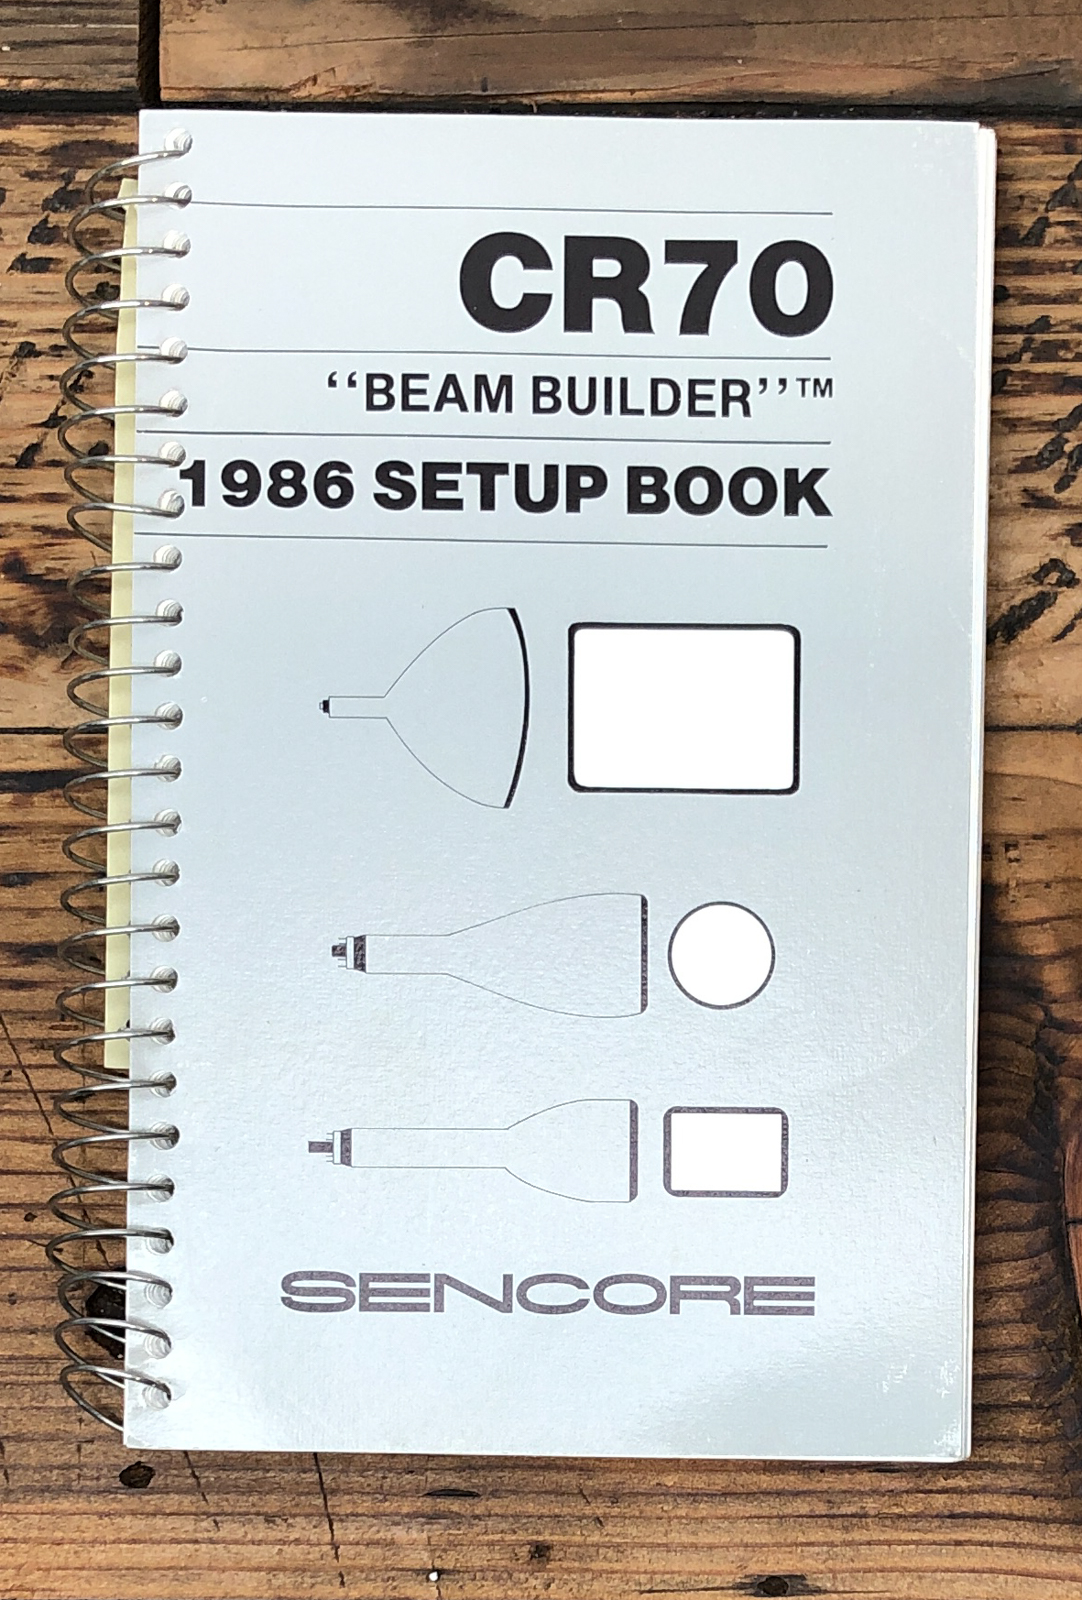 CR70
“BEAM BUILDER”™
1986 SETUP BOOK
SENCORE